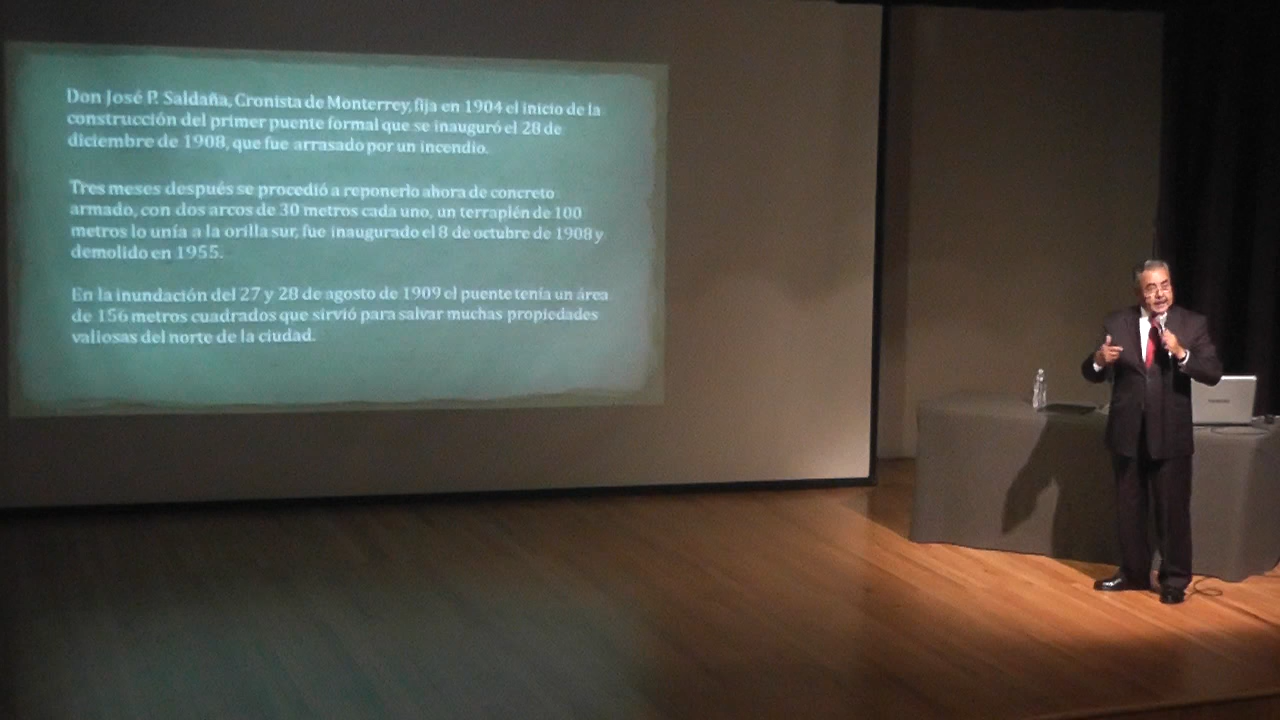 Don José P. Saldaña, Cronista de Monterrey, fija en 1904 el inicio de la
construcción del primer puente formal que se inauguró el 28 de
diciembre de 1908, que fue arrasado por un incendio.
Tres meses después se procedió a reponerlo ahora de concreto
armado, con dos arcos de 30 metros cada uno, un terraplén de 100
metros lo unía a la orilla sur, fue inaugurado el 8 de octubre de 1908 y
demolido en 1955.
En la inundación del 27 y 28 de agosto de 1909 el puente tenía un área
de 156 metros cuadrados que sirvió para salvar muchas propiedades
valiosas del norte de la ciudad.